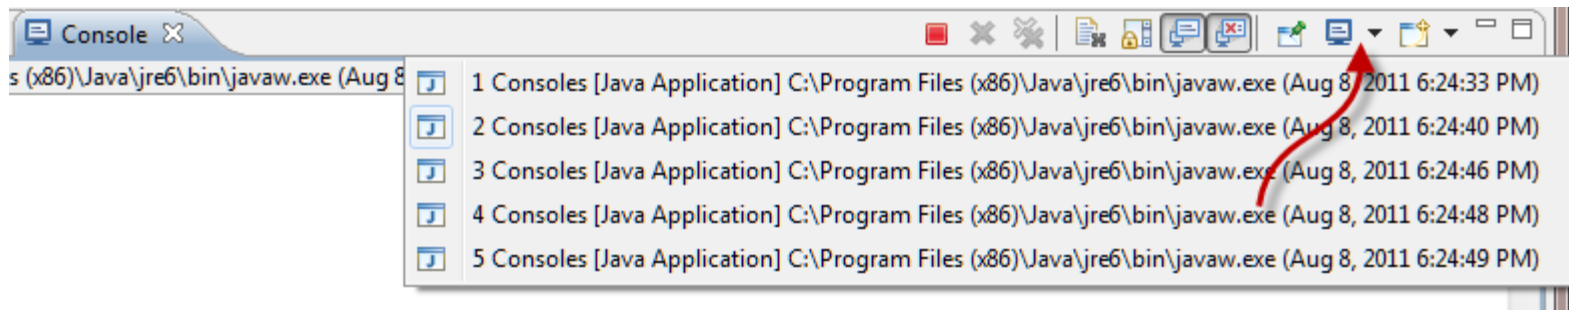 Console
s (x86)\Java\jre6\bin\javaw.exe (Aug 8
1 Consoles [Java Application] C:\Program Files (x86)\Java\jre6\bin\javaw.exe (Aug 8, 2011 6:24:33 PM)
2 Consoles [Java Application] C:\Program Files (x86)\Java\jre6\bin\javaw.exe (Aug 8, 2011 6:24:40 PM)
3 Consoles [Java Application] C:\Program Files (x86)\Java\jre6\bin\javaw.exe (Aug 8, 2011 6:24:46 PM)
4 Consoles [Java Application] C:\Program Files (x86)\Java\jre6\bin\javaw.exe (Aug 8, 2011 6:24:48 PM)
5 Consoles [Java Application] C:\Program Files (x86)\Java\jre6\bin\javaw.exe (Aug 8, 2011 6:24:49 PM)